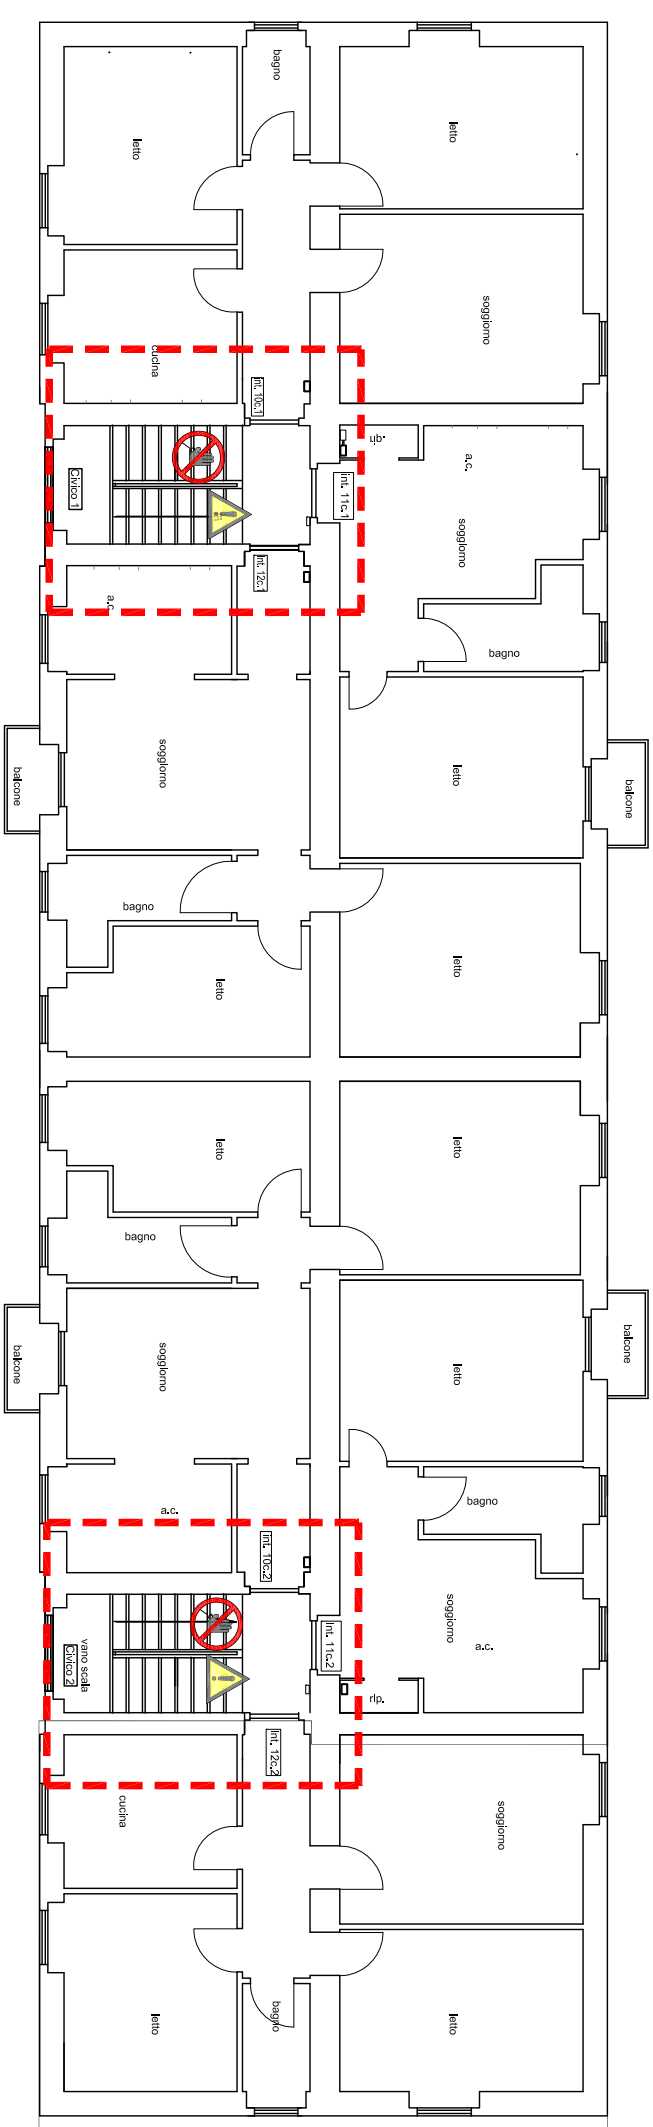 bagno
letto
letto
soggiorno
cucina
int. 10c.1
rip.
a.c.
int. 11c.1
Civico 1
soggiorno
int. 12c.1
a.c.
bagno
soggiorno
letto
balcone
balcone
bagno
letto
letto
letto
letto
bagno
soggiorno
letto
balcone
balcone
a.c.
bagno
int. 10c.2
soggiorno
a.c.
int. 11c.2
vano scala
Civico 2
rip.
int. 12c.2
cucina
soggiorno
bagno
letto
letto